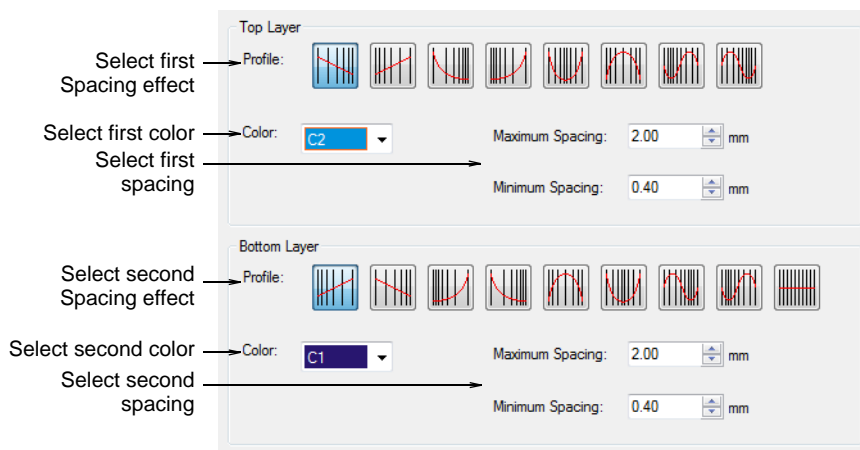 Top Layer
Select first
Spacing effect
Profile:
Select first color
Color:
C2
Maximum Spacing:
2.00
mm
Select first
spacing
Minimum Spacing:
0.40
mm
Bottom Layer
Select second
Spacing effect
Profile:
Select second color
Color:
C1
Maximum Spacing:
2.00
mm
Select second
spacing
Minimum Spacing:
0.40
mm